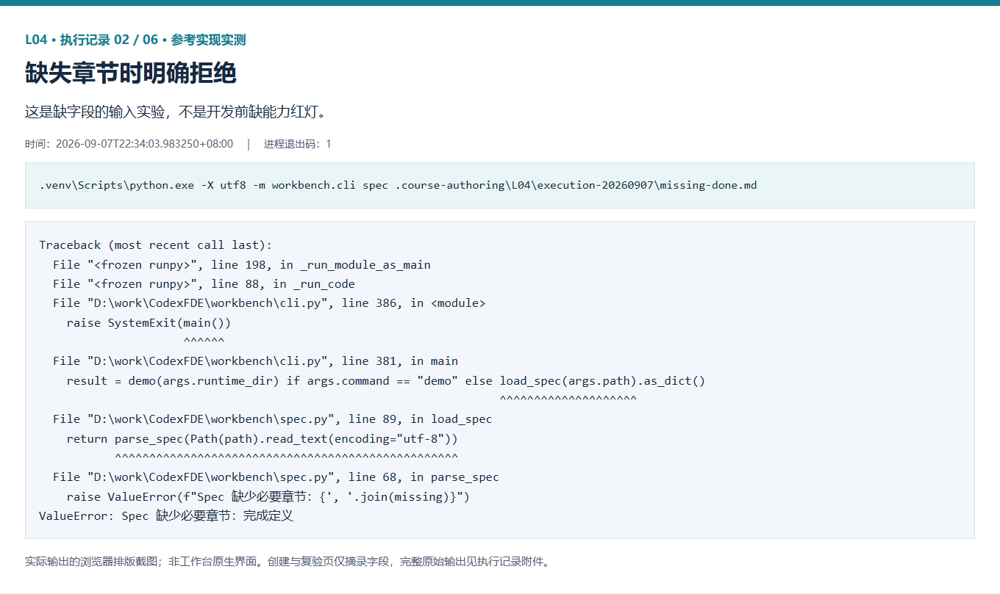 L04 • 执行记录 02 / 06 • 参考实现实测
缺失章节时明确拒绝
这是缺字段的输入实验，不是开发前缺能力红灯。
时间：2026-09-07T22:34:03.983250+08:00 | 进程退出码：1
.venv\Scripts\python.exe -X utf8 -m workbench.cli spec .course-authoring\L04\execution-20260907\missing-done.md
Traceback (most recent call last):
  File "<frozen runpy>", line 198, in _run_module_as_main
  File "<frozen runpy>", line 88, in _run_code
  File "D:\work\CodexFDE\workbench\cli.py", line 386, in <module>
    raise SystemExit(main())
                     ^^^^^^
  File "D:\work\CodexFDE\workbench\cli.py", line 381, in main
    result = demo(args.runtime_dir) if args.command == "demo" else load_spec(args.path).as_dict()
                                                                   ^^^^^^^^^^^^^^^^^^^^
  File "D:\work\CodexFDE\workbench\spec.py", line 89, in load_spec
    return parse_spec(Path(path).read_text(encoding="utf-8"))
           ^^^^^^^^^^^^^^^^^^^^^^^^^^^^^^^^^^^^^^^^^^^^^^^^^^
  File "D:\work\CodexFDE\workbench\spec.py", line 68, in parse_spec
    raise ValueError(f"Spec 缺少必要章节：{', '.join(missing)}")
ValueError: Spec 缺少必要章节：完成定义
实际输出的浏览器排版截图；非工作台原生界面。创建与复验页仅摘录字段，完整原始输出见执行记录附件。